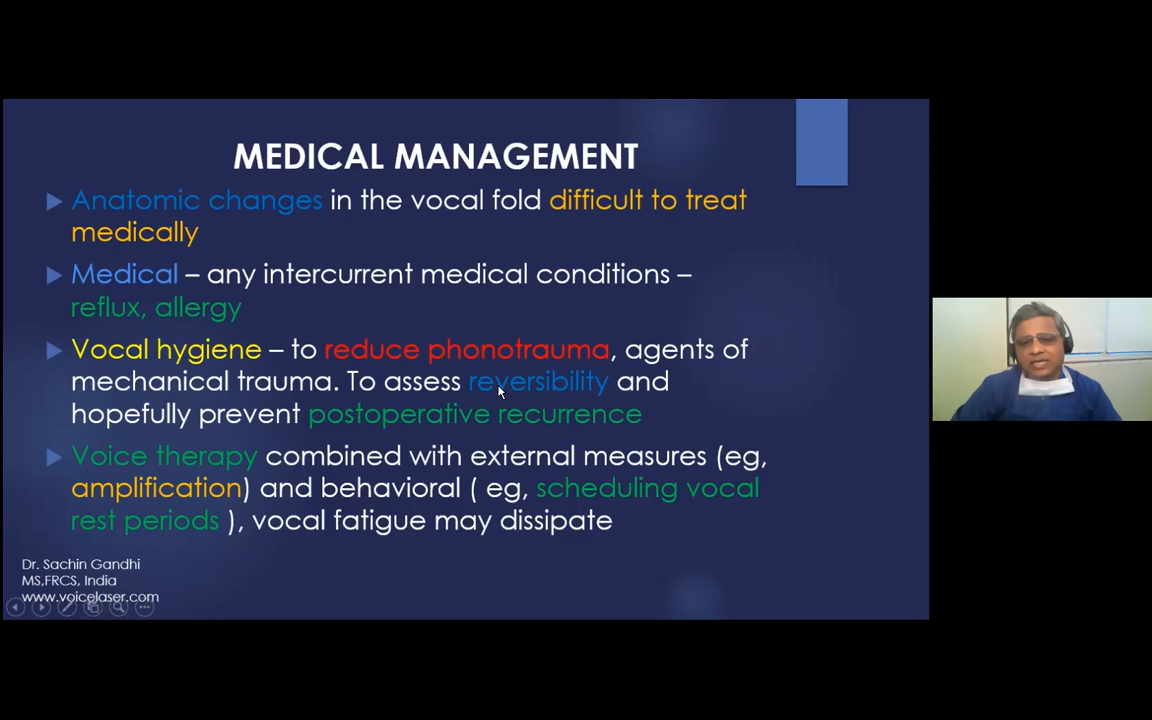 MEDICAL MANAGEMENT
Anatomic changes in the vocal fold difficult to treat
medically
Medical – any intercurrent medical conditions –
reflux, allergy
Vocal hygiene – to reduce phonotrauma, agents of
mechanical trauma. To assess reversibility and
hopefully prevent postoperative recurrence
Voice therapy combined with external measures (eg,
amplification) and behavioral ( eg, scheduling vocal
rest periods ), vocal fatigue may dissipate
Dr. Sachin Gandhi
MS,FRCS, India
www.voicelaser.com